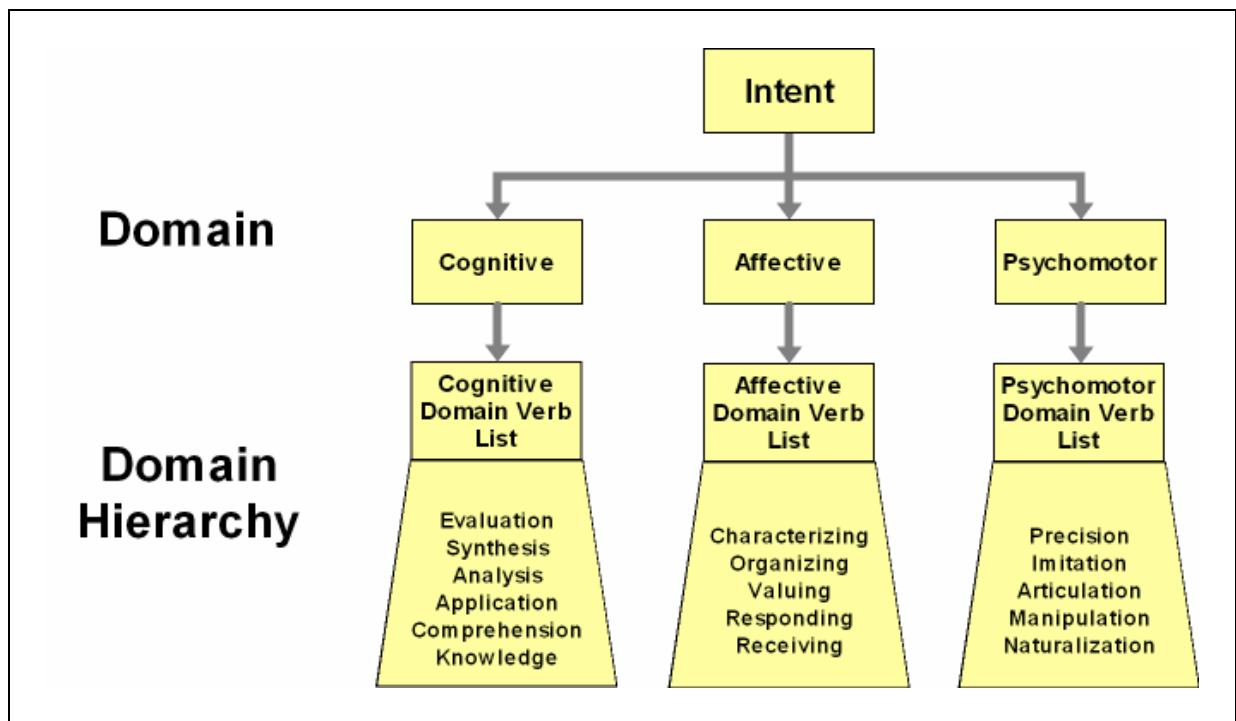 Intent
Domain
Cognitive
Affective
Psychomotor
Domain
Hierarchy
Cognitive
Domain Verb
List
Evaluation
Synthesis
Analysis
Application
Comprehension
Knowledge
Affective
Domain Verb
List
Characterizing
Organizing
Valuing
Responding
Receiving
Psychomotor
Domain Verb
List
Precision
Imitation
Articulation
Manipulation
Naturalization